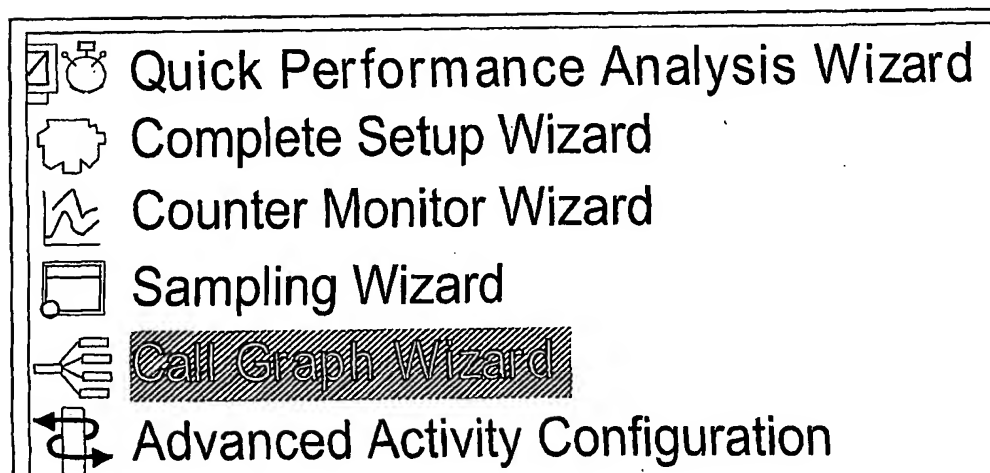 Quick Performance Analysis Wizard
Complete Setup Wizard
Counter Monitor Wizard
Sampling Wizard
Call Graph Wizard
Advanced Activity Configuration